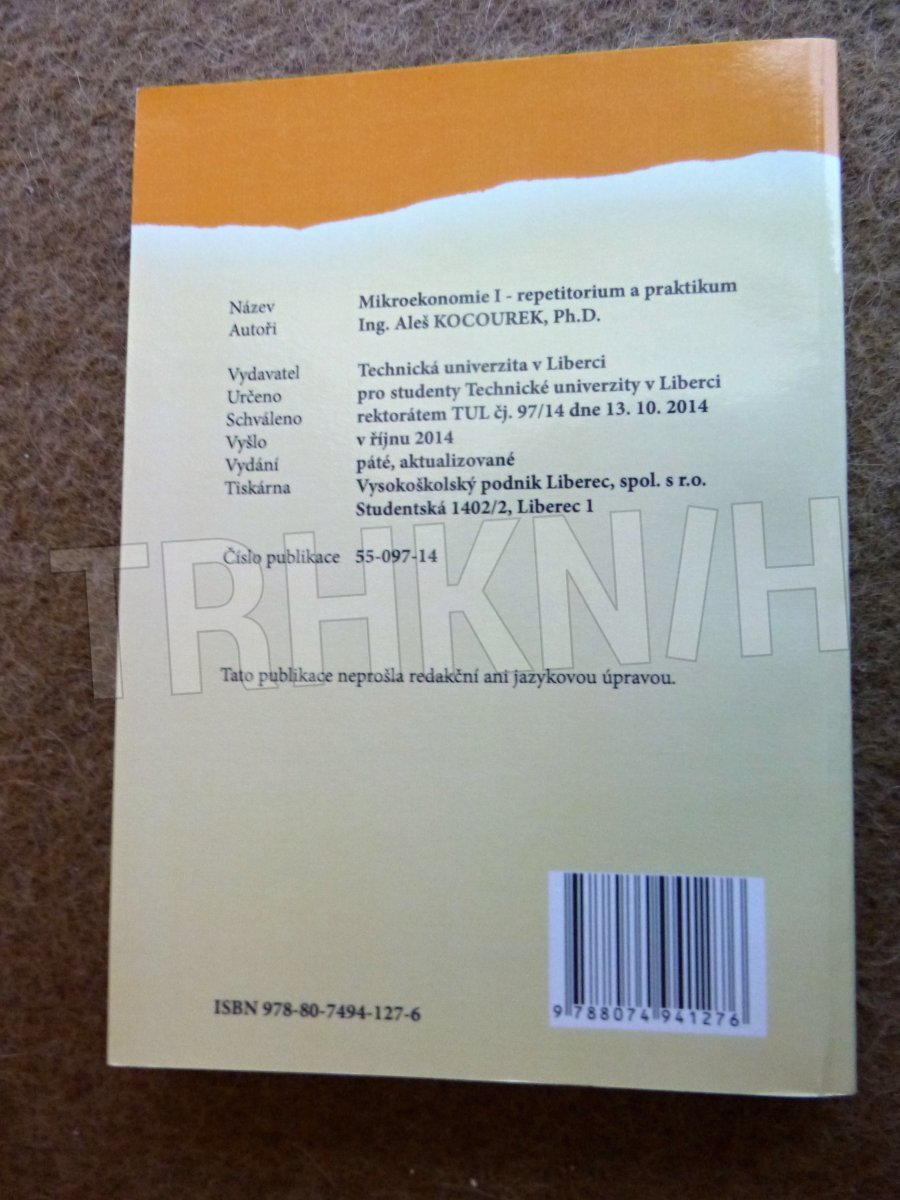 Název Mikroekonomie I - repetitorium a praktikum
Autoři Ing. Aleš KOCOUREK, Ph.D.
Vydavatel Technická univerzita v Liberci
Určeno pro studenty Technické univerzity v Liberci
Schváleno rektorátem TUL čj. 97/14 dne 13. 10. 2014
Vyšlo v říjnu 2014
Vydání páté, aktualizované
Tiskárna Vysokoškolský podnik Liberec, spol. s r.o.
Studentská 1402/2, Liberec 1
TRHKN/H
Číslo publikace 55-097-14
Tato publikace neprošla redakční ani jazykovou úpravou.
ISBN 978-80-7494-127-6
9 788074 941276